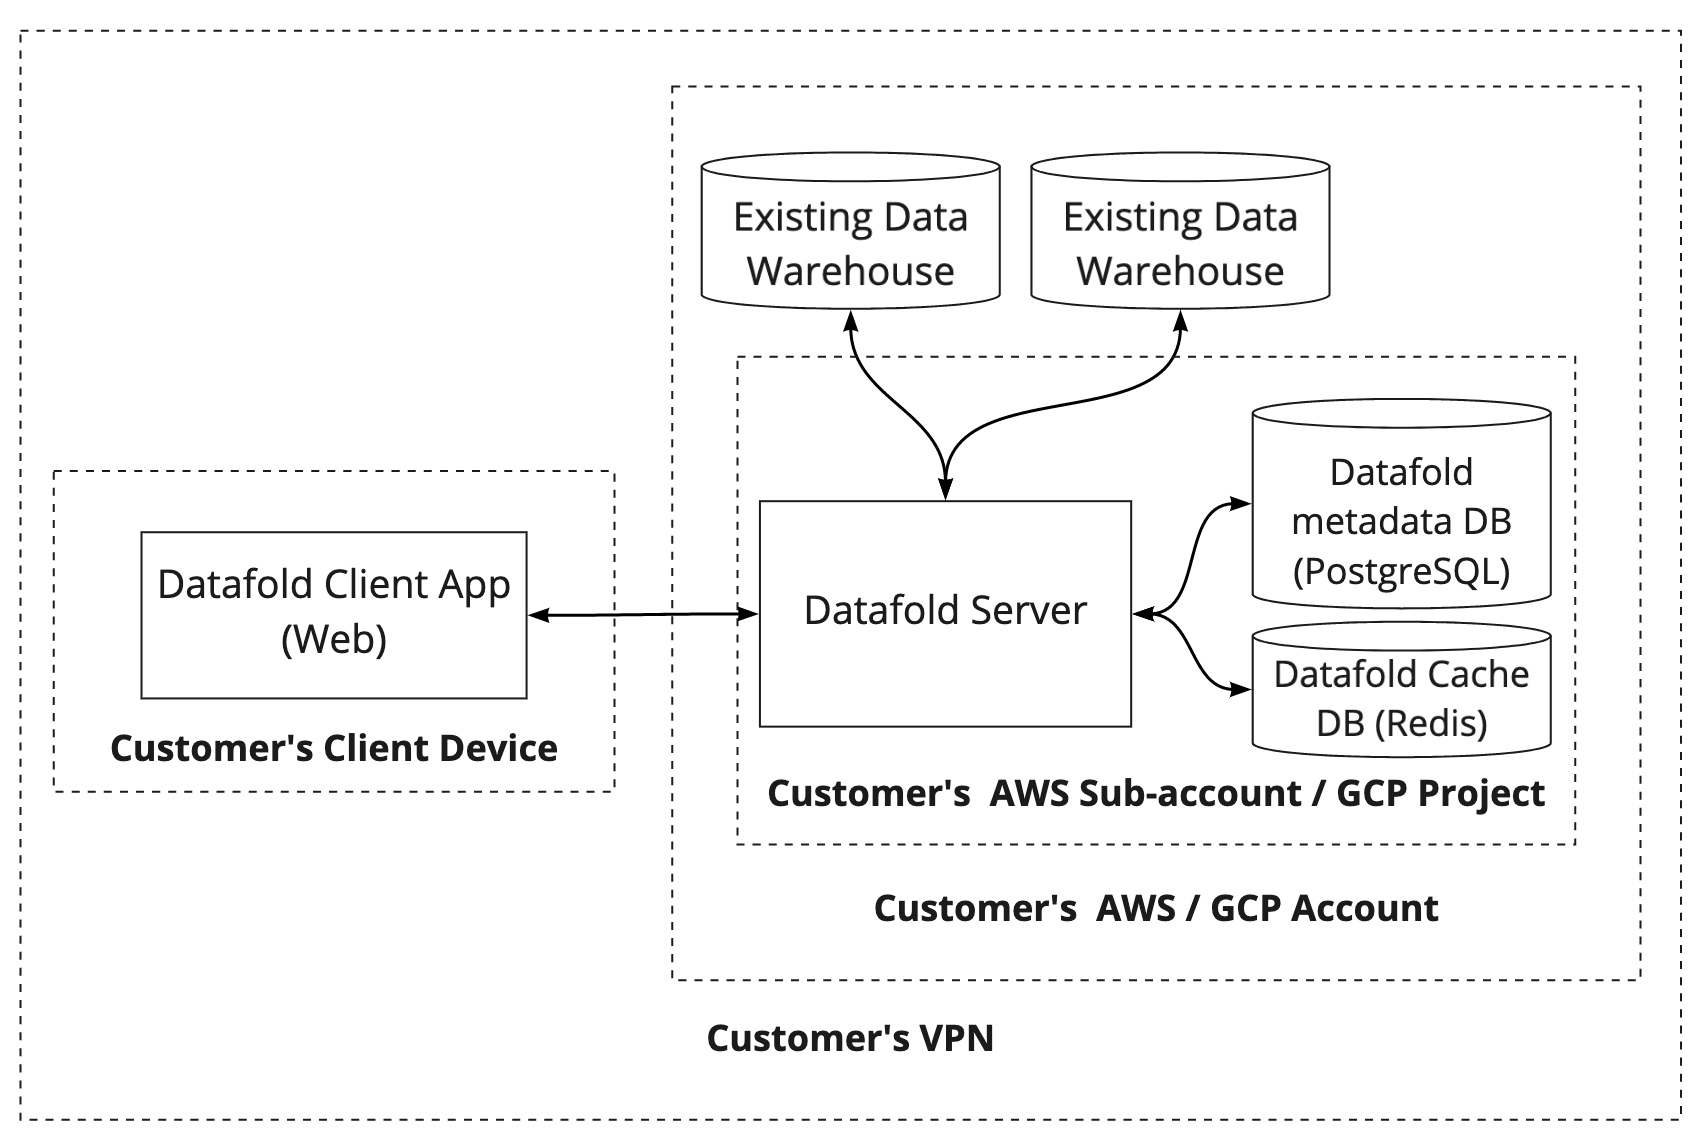 Existing Data
Warehouse
Existing Data
Warehouse
Datafold
metadata DB
(PostgreSQL)
Datafold Client App
(Web)
Datafold Server
Datafold Cache
DB (Redis)
Customer's Client Device
Customer's  AWS Sub-account / GCP Project
Customer's  AWS / GCP Account
Customer's VPN